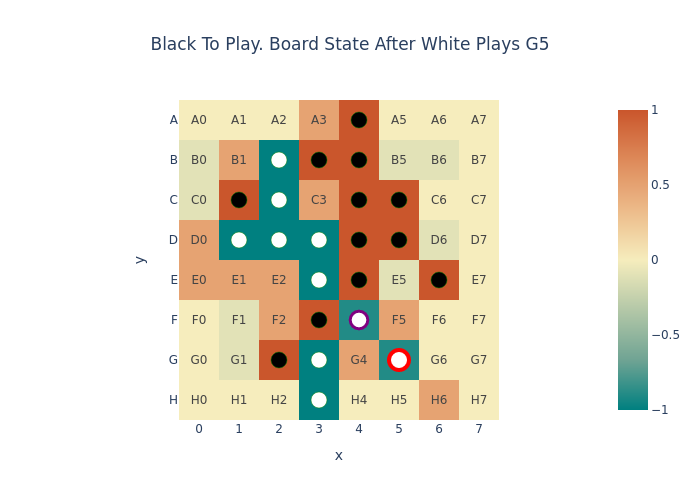 Black To Play. Board State After White Plays G5
A A0 A1 A2 A3 A5 A6 A7
B B0 B1 B5 B6 B7
C C0 C3 C6 C7
D D0 D6 D7
E E0 E1 E2 E5 E7
F F0 F1 F2 F5 F6 F7
G G0 G1 G4 G6 G7
H H0 H1 H2 H4 H5 H6 H7
0 1 2 3 4 5 6 7
x
y
1
0.5
0
−0.5
−1